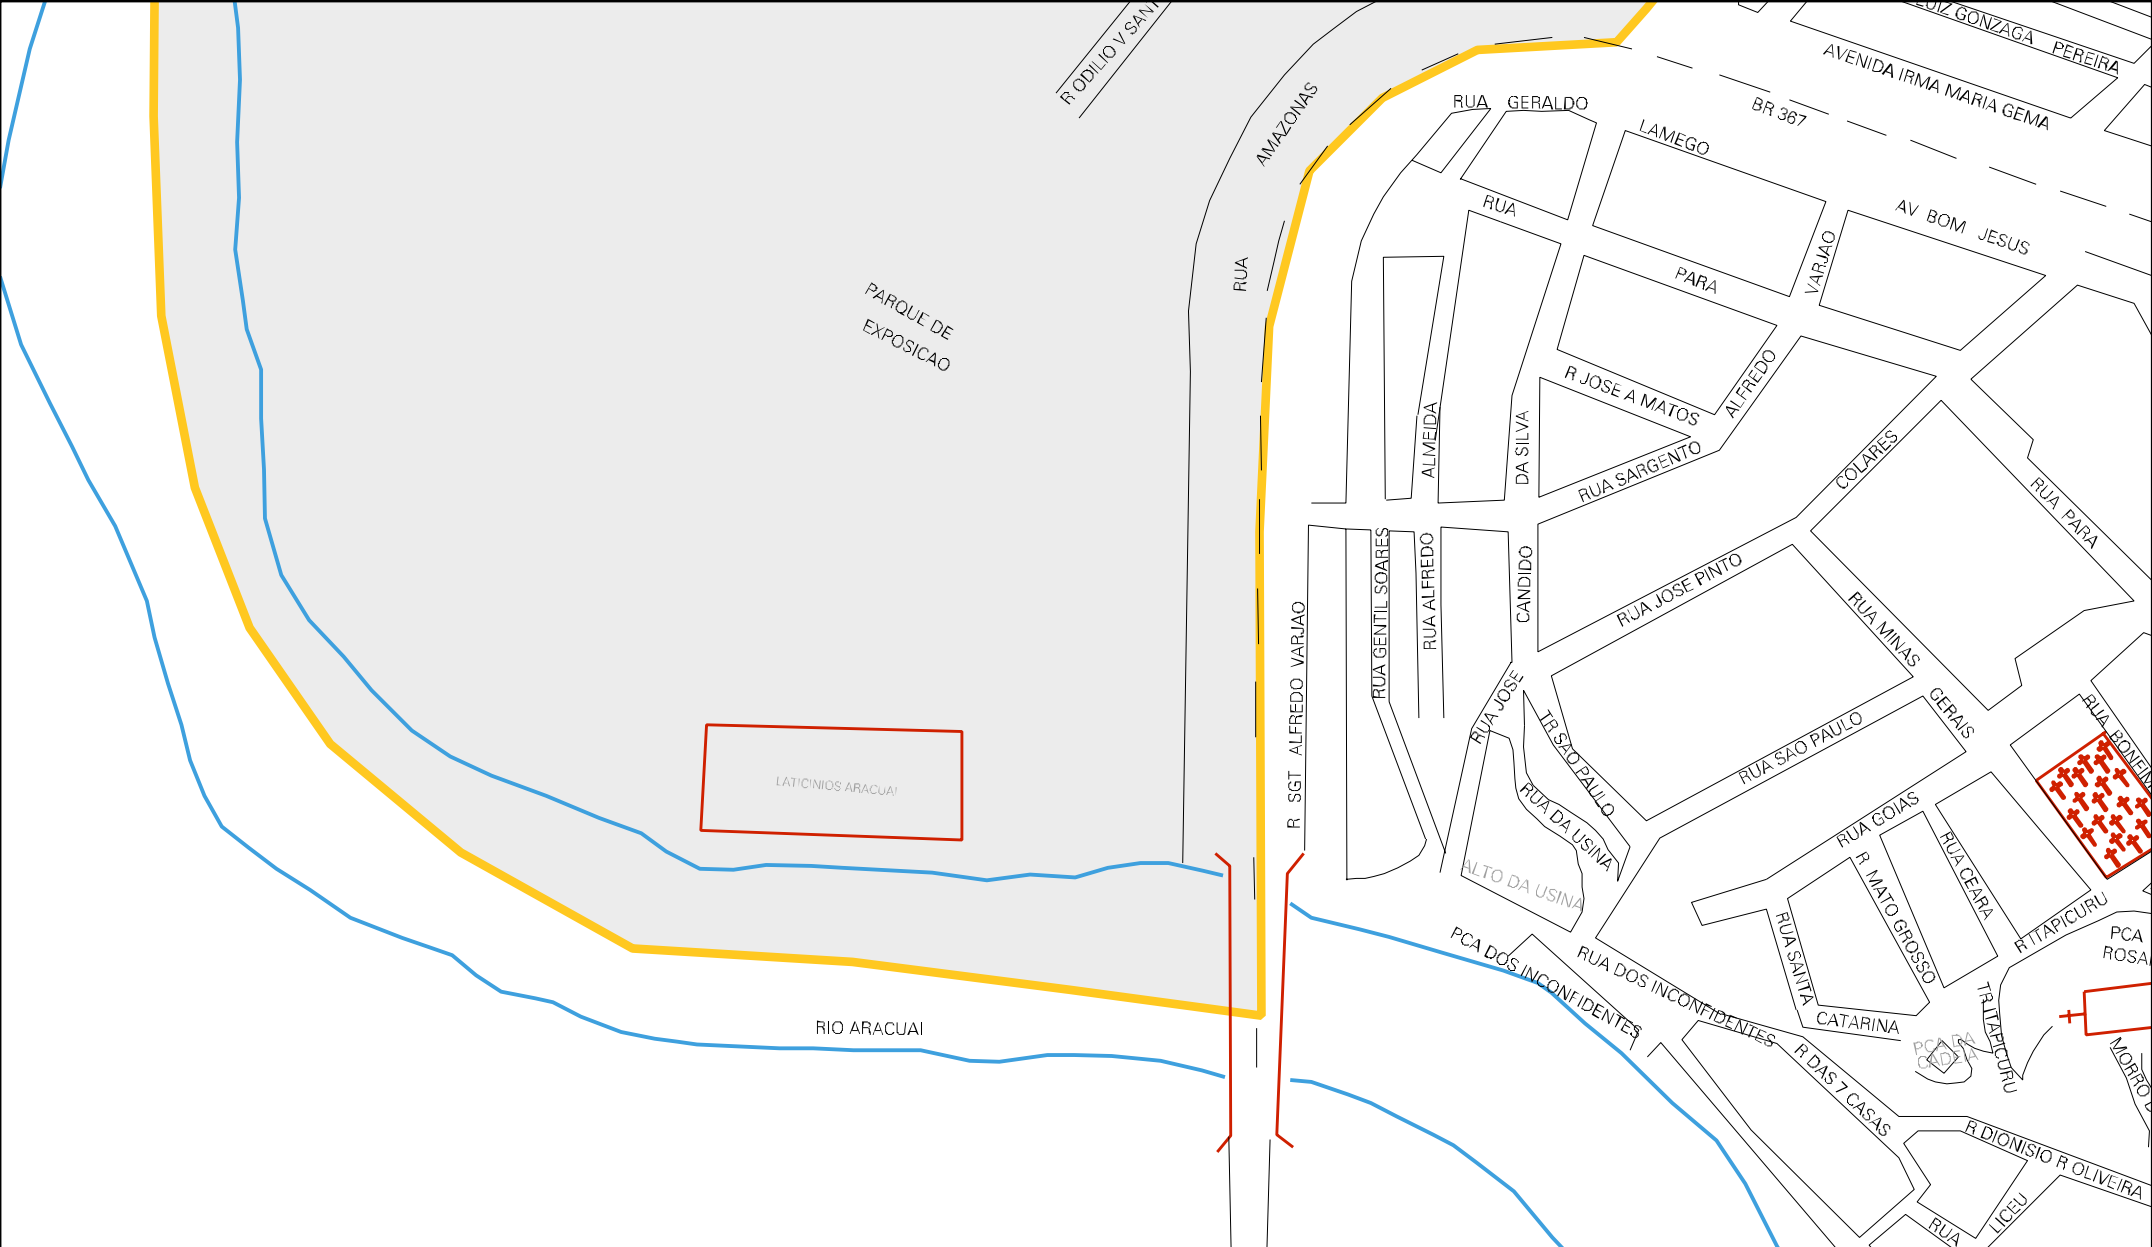 R ODILIO V SANT
LUIZ GONZAGA PEREIRA
AVENIDA IRMA MARIA GEMA
BR 367
RUA GERALDO
LAMEGO
RUA AMAZONAS
RUA
PARA
VARJAO
AV BOM JESUS
PARQUE DE
EXPOSICAO
R JOSE A MATOS
ALFREDO
RUA SARGENTO
ALMEIDA
DA SILVA
COLARES
RUA PARA
RUA GENTIL SOARES
RUA ALFREDO
CANDIDO
RUA JOSE PINTO
RUA MINAS
GERAIS
R SGT ALFREDO VARJAO
RUA JOSE
TR SAO PAULO
RUA SAO PAULO
RUA BONFIM
LATICINIOS ARACUAI
RUA DA USINA
RUA GOIAS
RUA CEARA
R MATO GROSSO
ALTO DA USINA
R ITAPICURU
PCA
ROSA
RUA SANTA
CATARINA
PCA DOS INCONFIDENTES
RUA DOS INCONFIDENTES
TR ITAPICURU
RIO ARACUAI
PCA DA
CADEIA
MORRO D
R DAS 7 CASAS
R DIONISIO R OLIVEIRA
RUA
LICEU